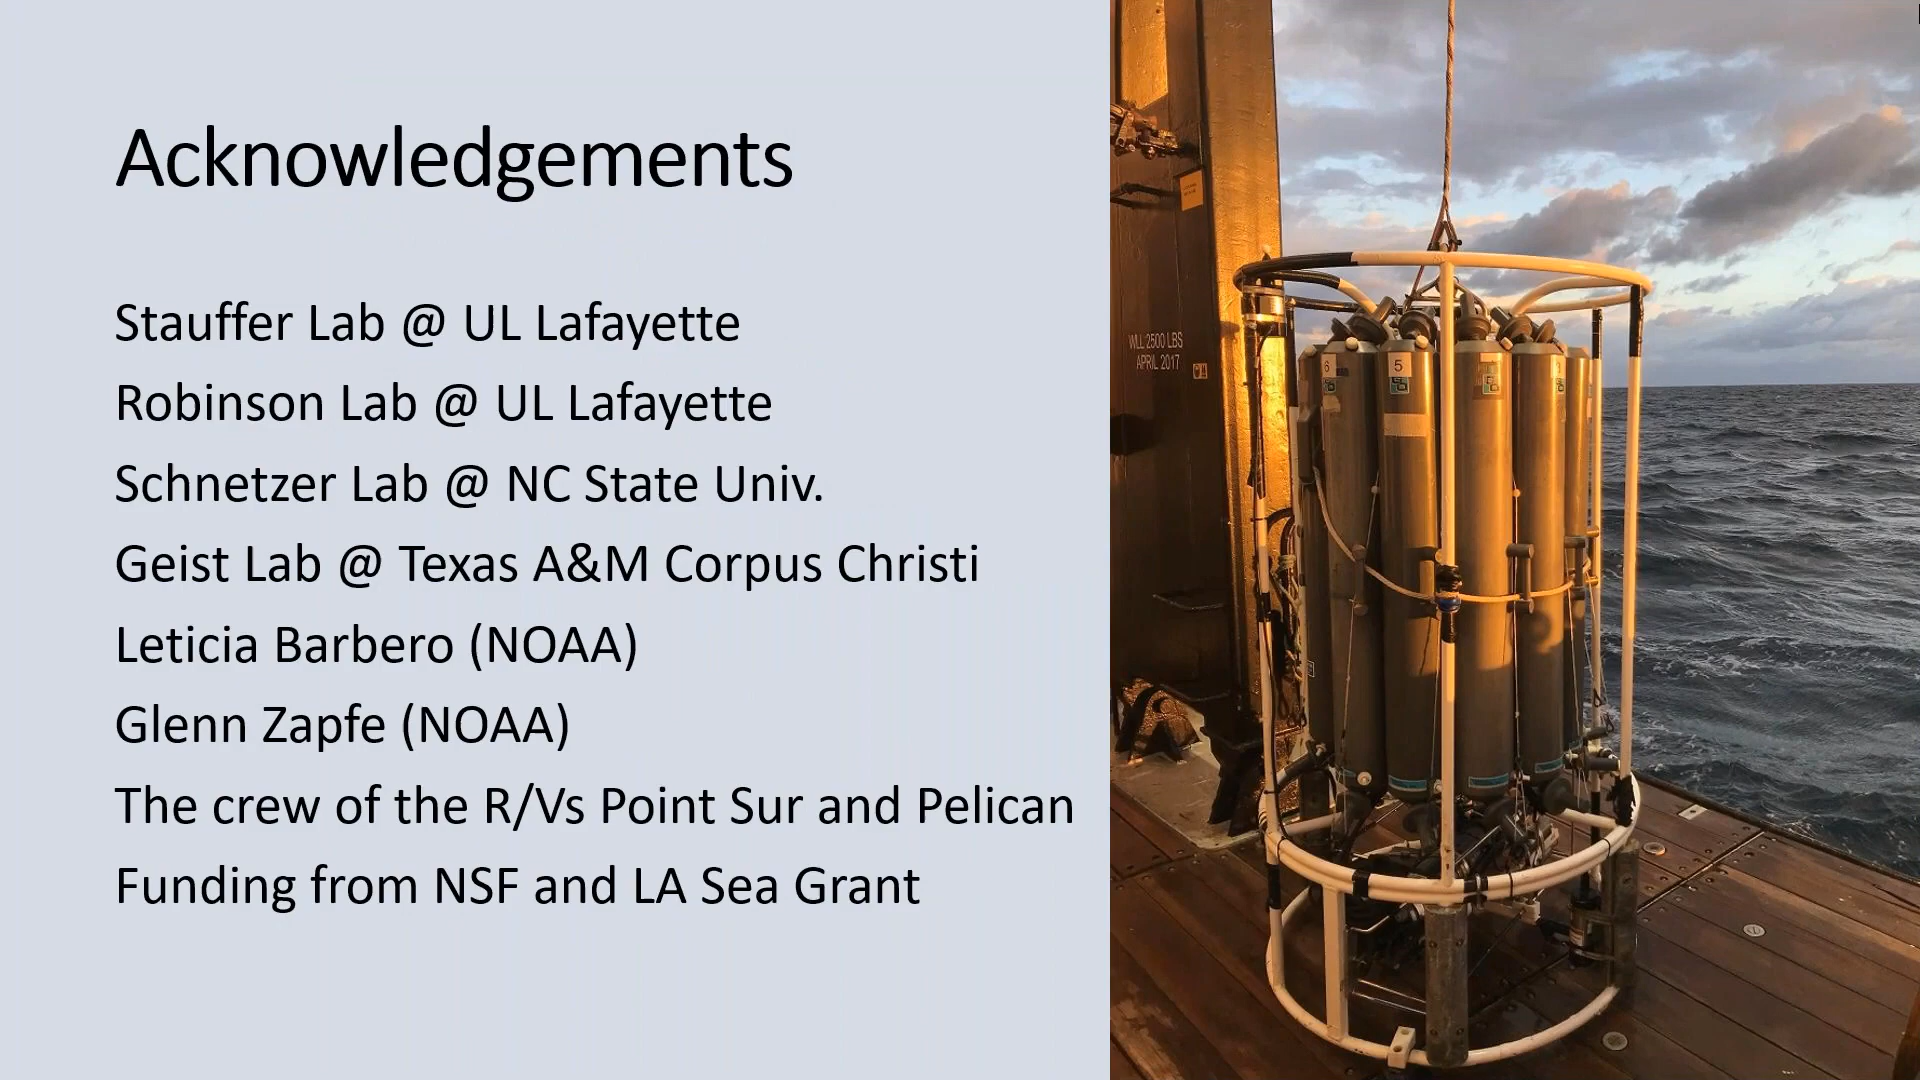 Acknowledgements
Stauffer Lab @ UL Lafayette
Robinson Lab @ UL Lafayette
Schnetzer Lab @ NC State Univ.
Geist Lab @ Texas A&M Corpus Christi
Leticia Barbero (NOAA)
Glenn Zapfe (NOAA)
The crew of the R/Vs Point Sur and Pelican
Funding from NSF and LA Sea Grant
WLL 2500 LBS
APRIL 2017
6
5